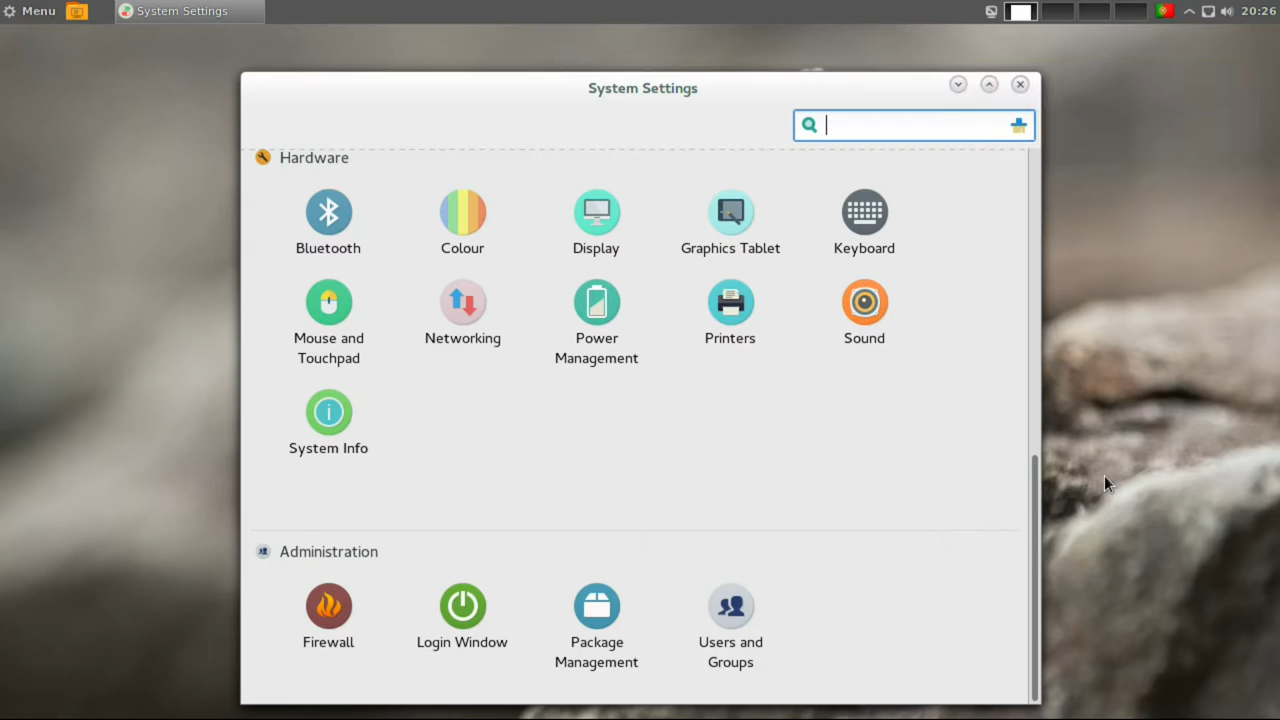 Menu
System Settings
20:26
System Settings
Hardware
Bluetooth
Colour
Display
Graphics Tablet
Keyboard
Mouse and
Touchpad
Networking
Power
Management
Printers
Sound
System Info
Administration
Firewall
Login Window
Package
Management
Users and
Groups